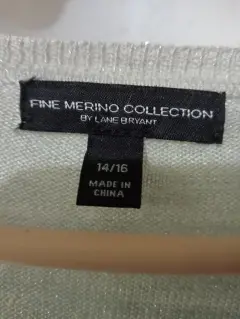 FINE MERINO COLLECTION
BY LANE BRYANT
14/16
MADE IN
CHINA